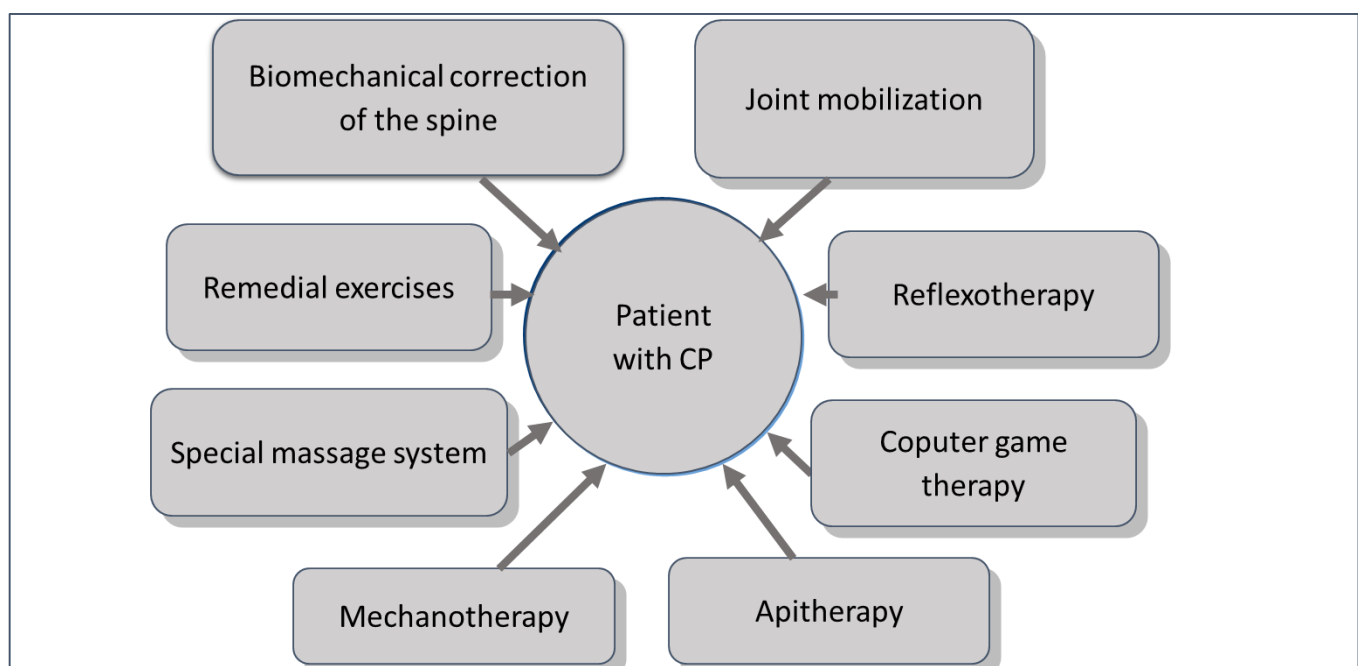 Biomechanical correction
of the spine
Joint mobilization
Remedial exercises
Reflexotherapy
Patient
with CP
Special massage system
Coputer game
therapy
Mechanotherapy
Apitherapy